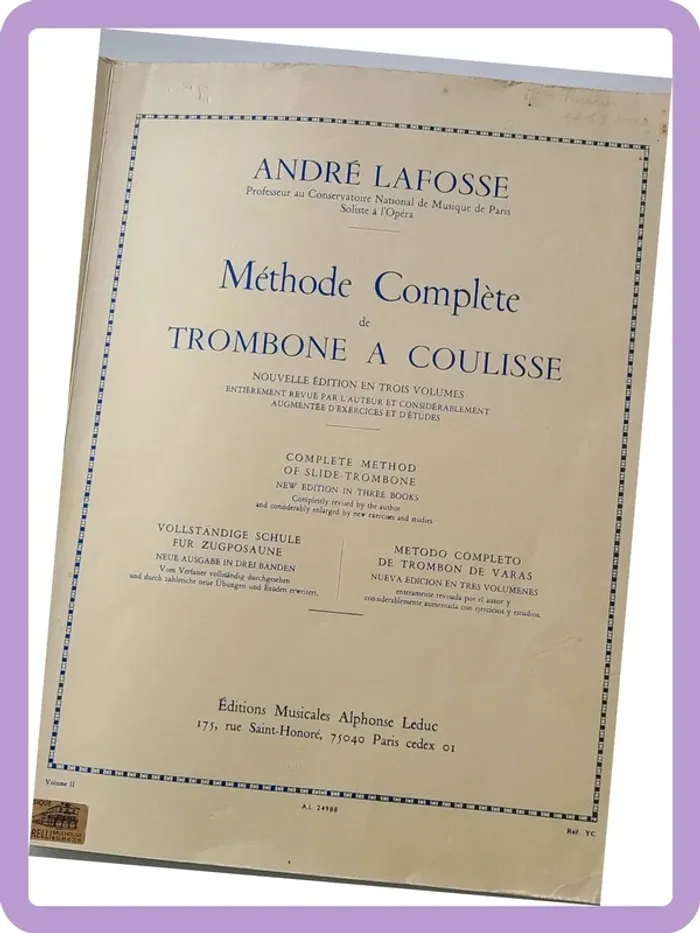 ANDRÉ LAFOSSE
Professeur au Conservatoire National de Musique de Paris
Soliste à l'Opéra
Méthode Complète
de
TROMBONE A COULISSE
NOUVELLE ÉDITION EN TROIS VOLUMES
ENTIÈREMENT REVUE PAR L'AUTEUR ET CONSIDÉRABLEMENT
AUGMENTÉE D'EXERCICES ET D'ÉTUDES
COMPLETE METHOD
OF SLIDE-TROMBONE
NEW EDITION IN THREE BOOKS
Completely revised by the author
and considerably enlarged by new exercises and studies
VOLLSTÄNDIGE SCHULE
FUR ZUGPOSAUNE
NEUE AUSGABE IN DREI BANDEN
Vom Verfasser vollständig durchgesehen
und durch zahlreiche neue Übungen und Etüden erweitert.
METODO COMPLETO
DE TROMBON DE VARAS
NUEVA EDICION EN TRES VOLUMENES
enteramente revisada por el autor y
considerablemente aumentada con ejercicios y estudios.
Éditions Musicales Alphonse Leduc
175, rue Saint-Honoré, 75040 Paris cedex 01
Volume II
A.L. 24988
Réf. YC
RELLI MULHOUSE